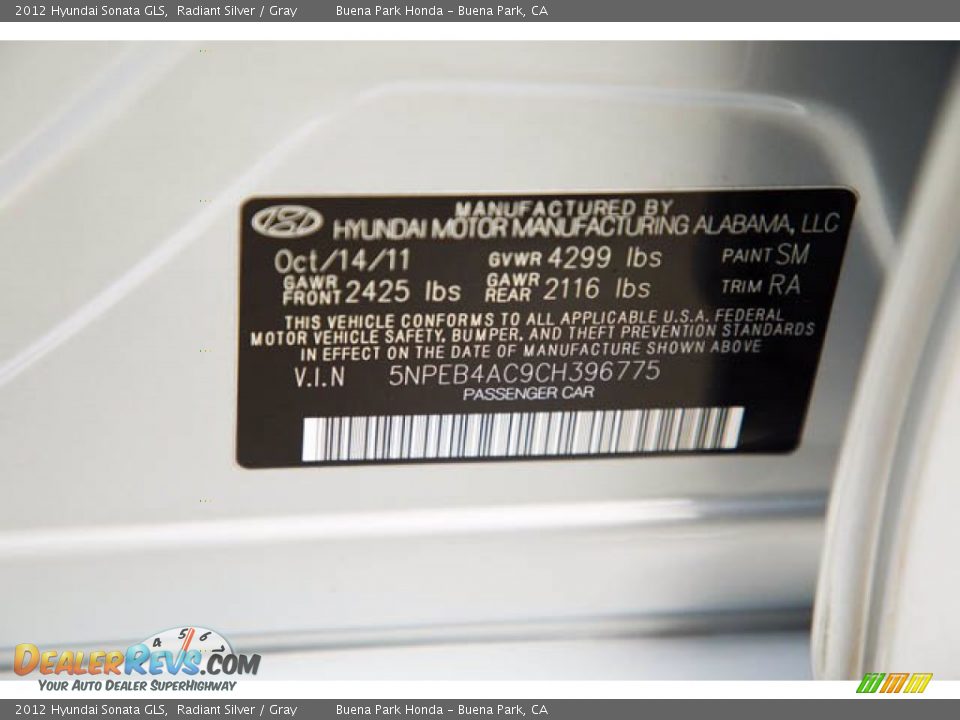 2012 Hyundai Sonata GLS, Radiant Silver / Gray Buena Park Honda - Buena Park, CA
MANUFACTURED BY
HYUNDAI MOTOR MANUFACTURING ALABAMA, LLC
Oct/14/11 GVWR 4299 lbs PAINT SM
GAWR FRONT 2425 lbs GAWR REAR 2116 lbs TRIM RA
THIS VEHICLE CONFORMS TO ALL APPLICABLE U.S.A. FEDERAL
MOTOR VEHICLE SAFETY, BUMPER, AND THEFT PREVENTION STANDARDS
IN EFFECT ON THE DATE OF MANUFACTURE SHOWN ABOVE
V.I.N 5NPEB4AC9CH396775
PASSENGER CAR
4 5 6 7
DEALERREVS.COM
YOUR AUTO DEALER SUPERHIGHWAY
2012 Hyundai Sonata GLS, Radiant Silver / Gray Buena Park Honda - Buena Park, CA